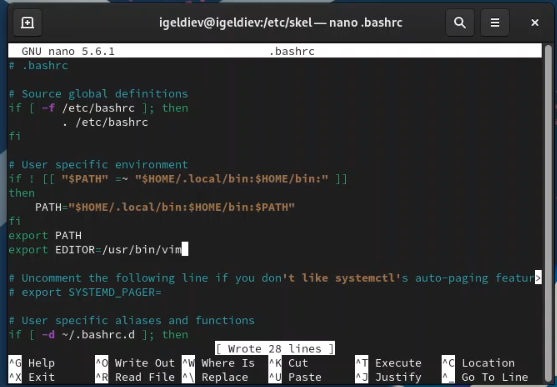 igeldiev@igeldiev:/etc/skel — nano .bashrc
GNU nano 5.6.1 .bashrc
# .bashrc
# Source global definitions
if [ -f /etc/bashrc ]; then
. /etc/bashrc
fi
# User specific environment
if ! [[ "$PATH" =~ "$HOME/.local/bin:$HOME/bin:" ]]
then
PATH="$HOME/.local/bin:$HOME/bin:$PATH"
fi
export PATH
export EDITOR=/usr/bin/vim
# Uncomment the following line if you don't like systemctl's auto-paging featur>
# export SYSTEMD_PAGER=
# User specific aliases and functions
if [ -d ~/.bashrc.d ]; then
[ Wrote 28 lines ]
^G Help ^O Write Out ^W Where Is ^K Cut ^T Execute ^C Location
^X Exit ^R Read File ^\ Replace ^U Paste ^J Justify ^_ Go To Line